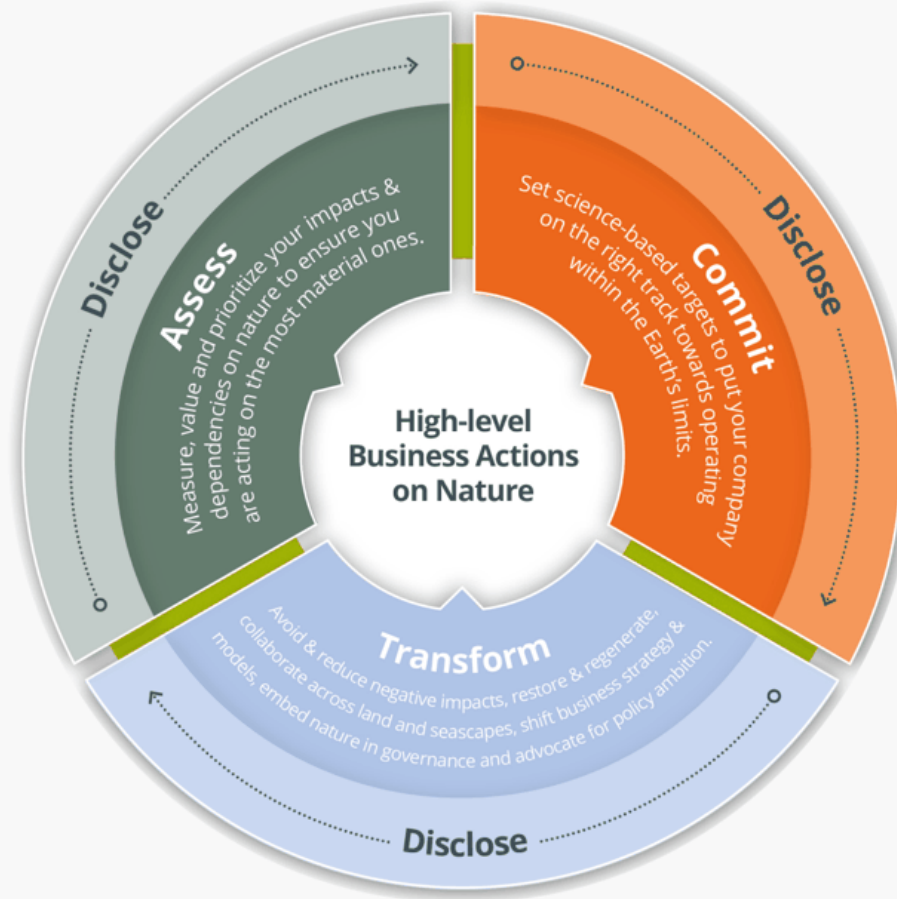 High-level
Business Actions
on Nature
Disclose
Assess
Measure, value and prioritize your impacts &
dependencies on nature to ensure you
are acting on the most material ones.
Disclose
Commit
Set science-based targets to put your company
on the right track towards operating
within the Earth's limits.
Transform
Avoid & reduce negative impacts, restore & regenerate,
collaborate across land and seascapes, shift business strategy &
models, embed nature in governance and advocate for policy ambition.
Disclose